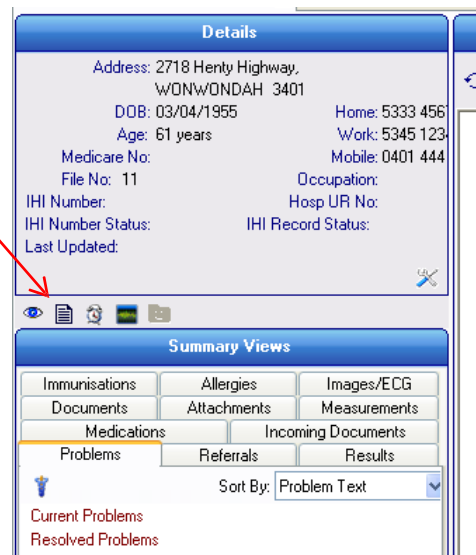 Details
Address: 2718 Henty Highway,
WONWONDAH 3401
DOB: 03/04/1955 Home: 5333 456
Age: 61 years Work: 5345 123
Medicare No: Mobile: 0401 444
File No: 11 Occupation:
IHI Number: Hosp UR No:
IHI Number Status: IHI Record Status:
Last Updated:
Summary Views
Immunisations Allergies Images/ECG
Documents Attachments Measurements
Medications Incoming Documents
Problems Referrals Results
Sort By: Problem Text
Current Problems
Resolved Problems